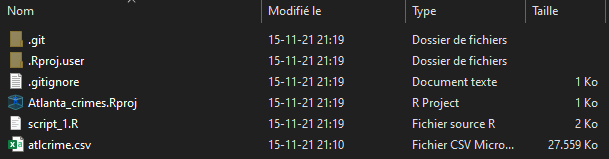 Nom Modifié le Type Taille
.git 15-11-21 21:19 Dossier de fichiers
.Rproj.user 15-11-21 21:19 Dossier de fichiers
.gitignore 15-11-21 21:19 Document texte 1 Ko
Atlanta_crimes.Rproj 15-11-21 21:19 R Project 1 Ko
script_1.R 15-11-21 21:19 Fichier source R 2 Ko
atlcrime.csv 15-11-21 21:10 Fichier CSV Micro... 27.559 Ko